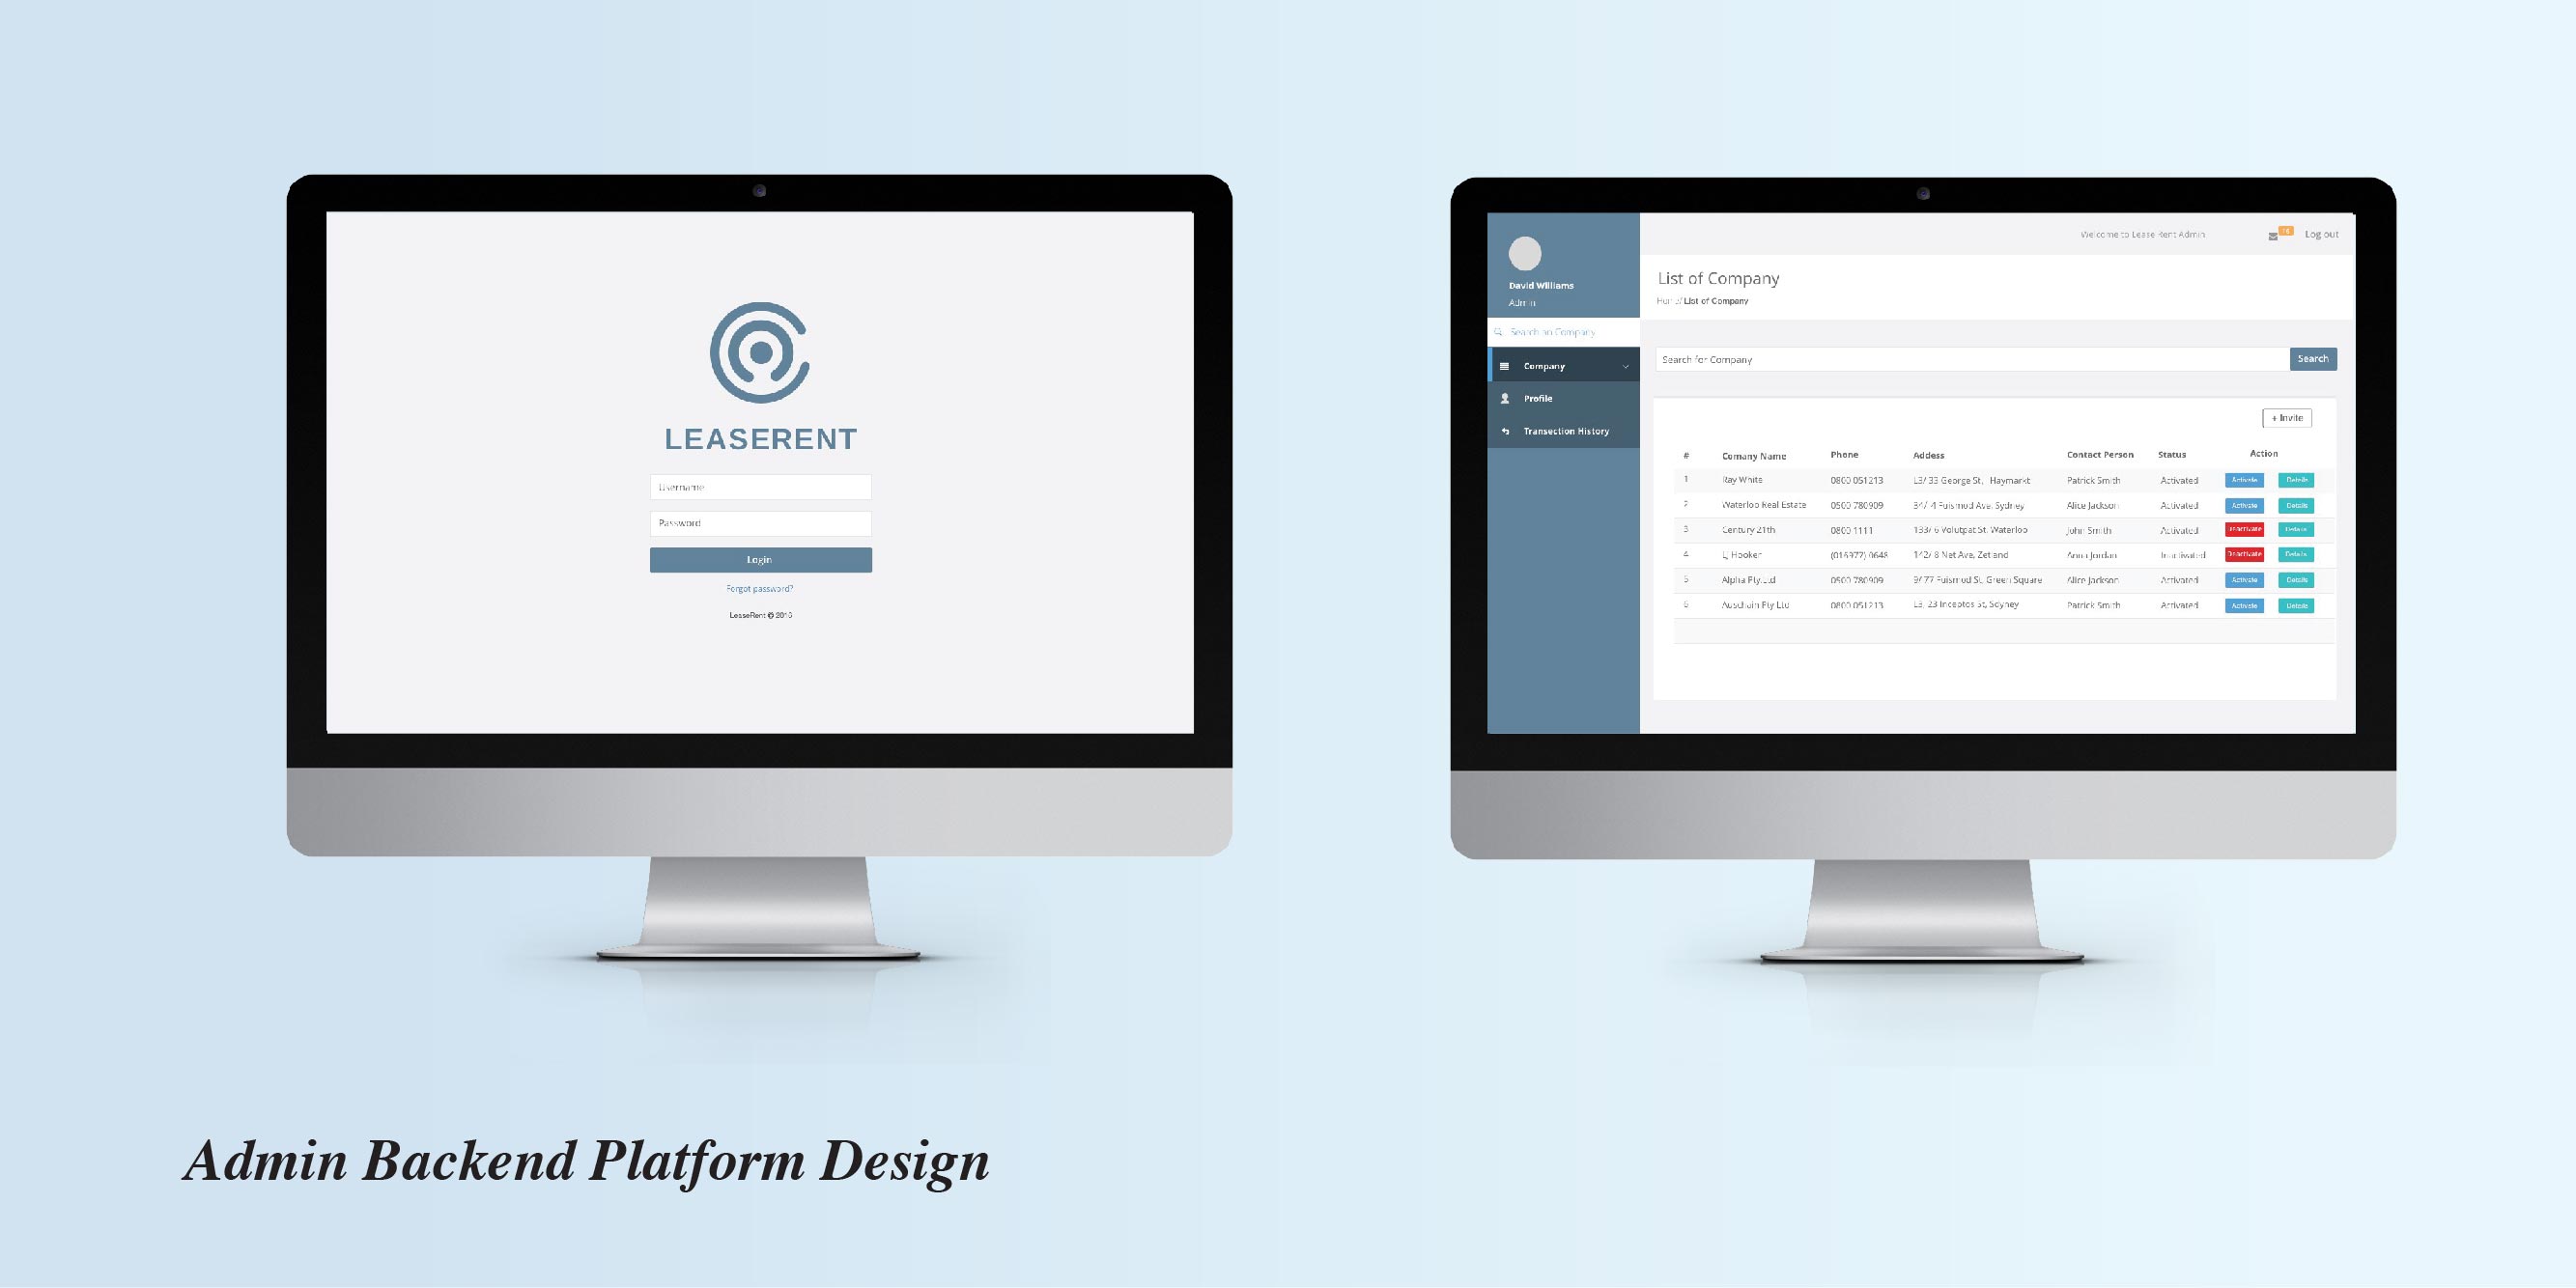 LEASERENT
Username
Password
Login
Forgot password?
LeaseRent © 2016
Welcome to Lease Rent Admin
Log out
David Williams
Admin
Search on Company
Company
Profile
Transection History
List of Company
Home/ List of Company
Search for Company
Search
+ Invite
# Comany Name Phone Addess Contact Person Status Action
1 Ray White 0800 051213 L3/ 33 George St, Haymarkt Patrick Smith Activated Activate Details
2 Waterloo Real Estate 0500 780909 34/ 4 Fuismod Ave, Sydney Alice Jackson Activated Activate Details
3 Century 21th 0800 1111 133/ 6 Volutpat St, Waterloo John Smith Activated Deactivate Details
4 LJ Hooker (016977) 0648 142/ 8 Net Ave, Zetland Anna Jordan Inactivated Deactivate Details
5 Alpha Pty.Ltd 0500 780909 9/ 77 Fuismod St, Green Square Alice Jackson Activated Activate Details
6 Auschain Pty Ltd 0800 051213 L3, 23 Inceptos St, Sdyney Patrick Smith Activated Activate Details
Admin Backend Platform Design